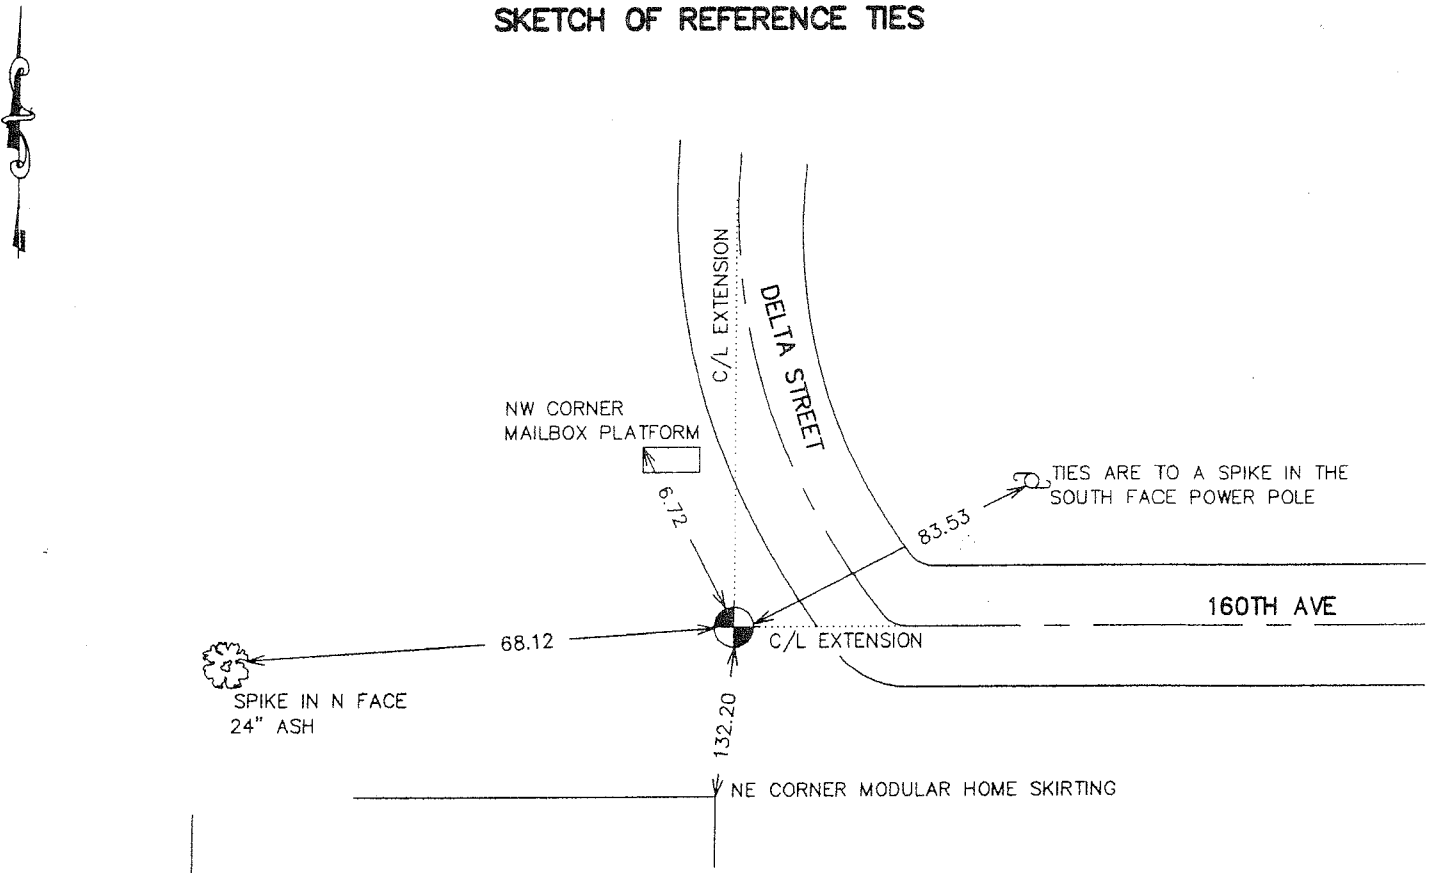 SKETCH OF REFERENCE TIES
C/L EXTENSION
DELTA STREET
NW CORNER
MAILBOX PLATFORM
6.72
TIES ARE TO A SPIKE IN THE
SOUTH FACE POWER POLE
83.53
160TH AVE
C/L EXTENSION
68.12
SPIKE IN N FACE
24" ASH
132.20
NE CORNER MODULAR HOME SKIRTING